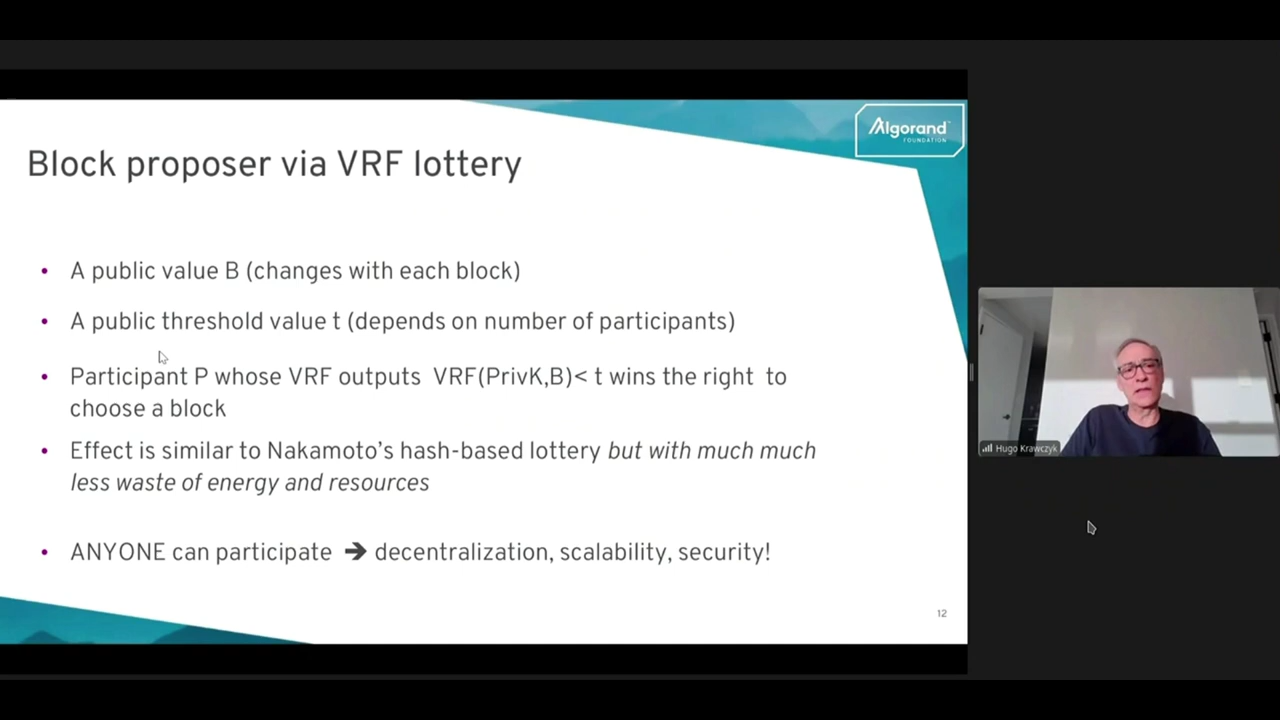 Algorand
FOUNDATION
Block proposer via VRF lottery
• A public value B (changes with each block)
• A public threshold value t (depends on number of participants)
• Participant P whose VRF outputs VRF(PrivK,B)< t wins the right to
choose a block
• Effect is similar to Nakamoto's hash-based lottery but with much much
less waste of energy and resources
• ANYONE can participate ➔ decentralization, scalability, security!
12
Hugo Krawczyk